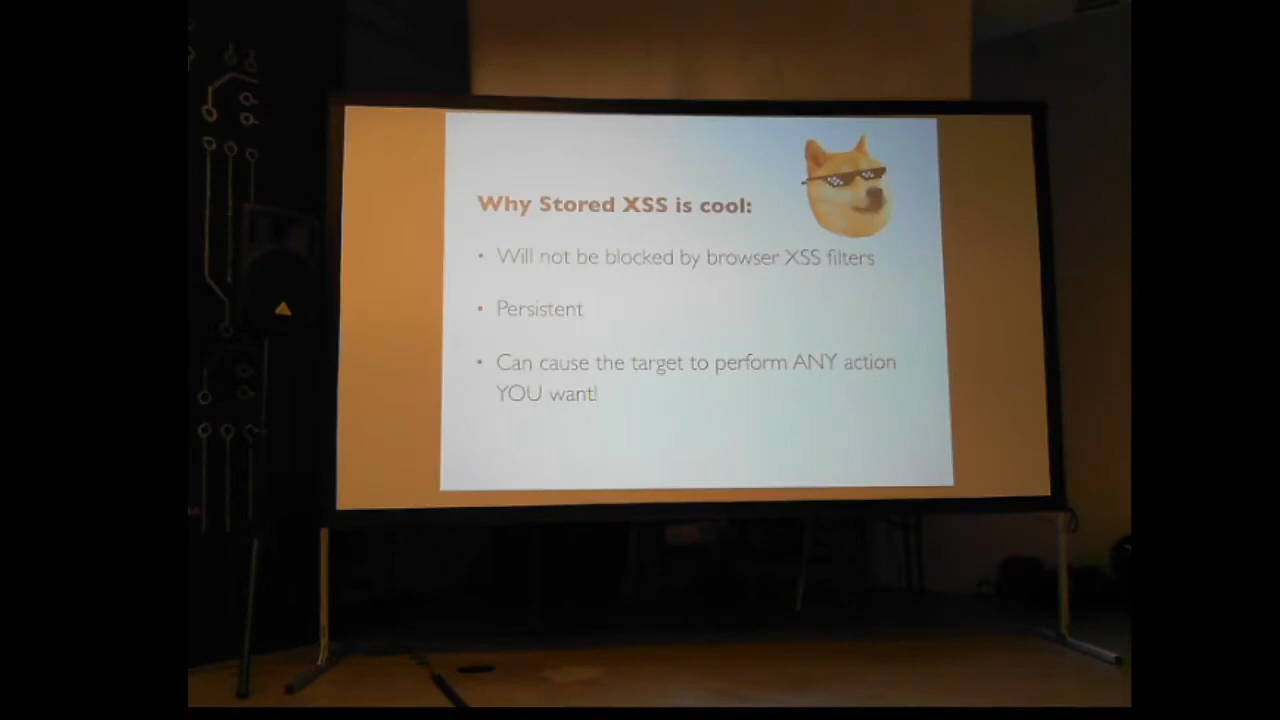 Why Stored XSS is cool:
• Will not be blocked by browser XSS filters
• Persistent
• Can cause the target to perform ANY action
YOU want!